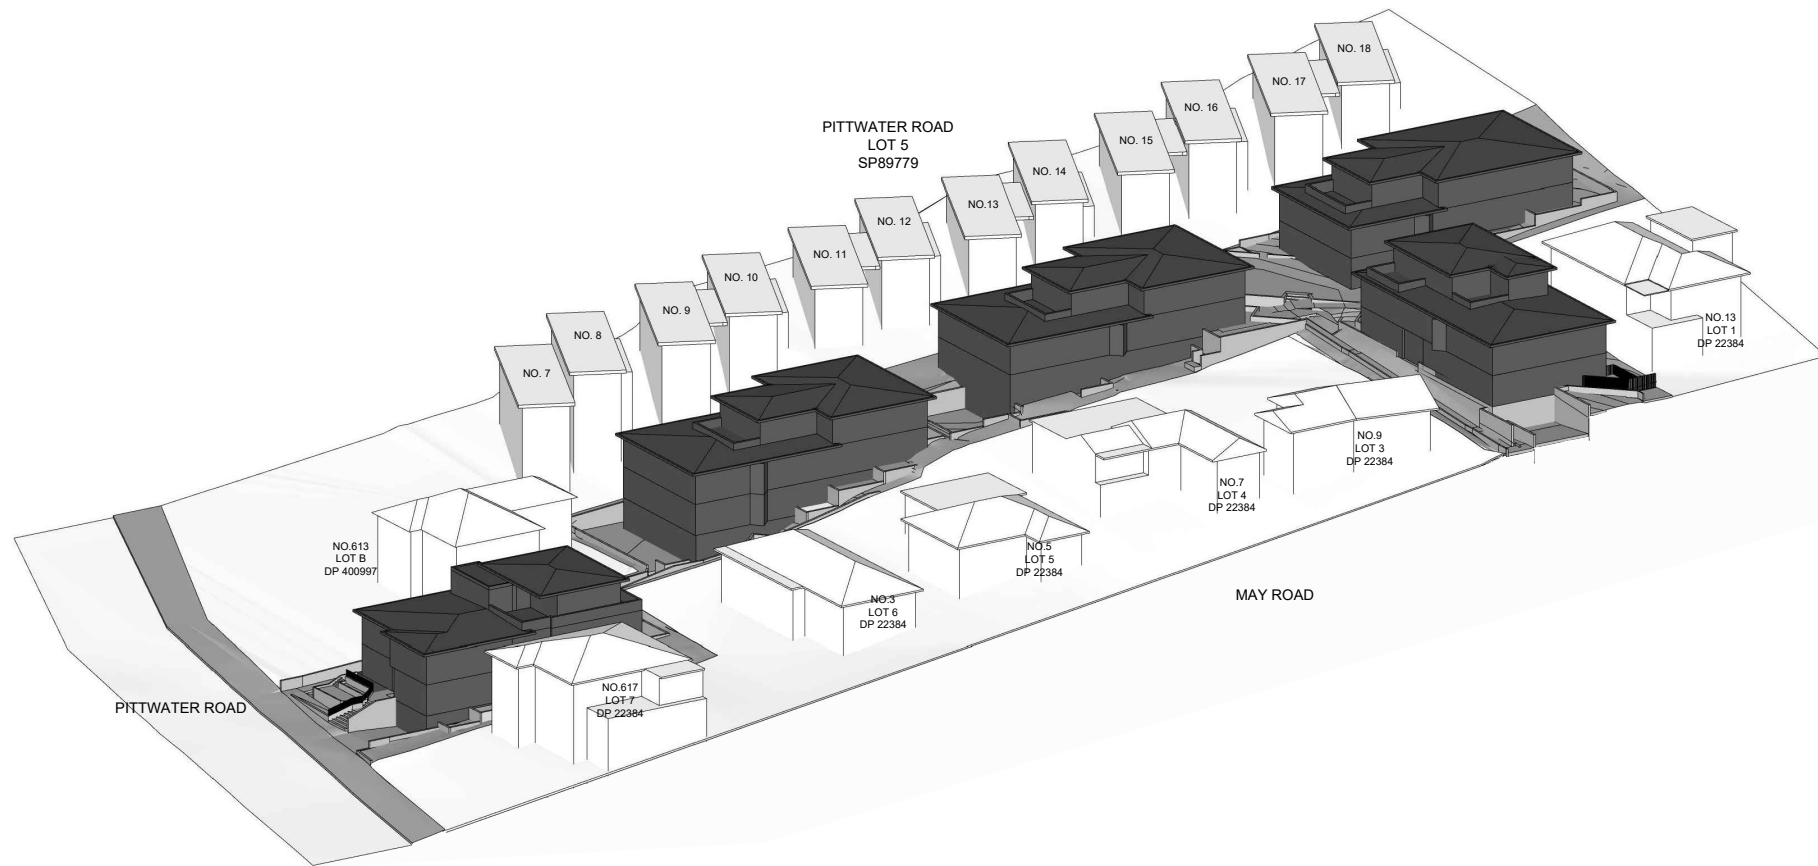 NO. 18
NO. 17
NO. 16
PITTWATER ROAD
LOT 5
SP89779
NO. 15
NO. 14
NO.13
NO. 12
NO. 11
NO. 10
NO. 9
NO. 8
NO. 7
NO.13
LOT 1
DP 22384
NO.9
LOT 3
DP 22384
NO.7
LOT 4
DP 22384
NO.5
LOT 5
DP 22384
NO.613
LOT B
DP 400997
NO.3
LOT 6
DP 22384
MAY ROAD
NO.617
LOT 7
DP 22384
PITTWATER ROAD